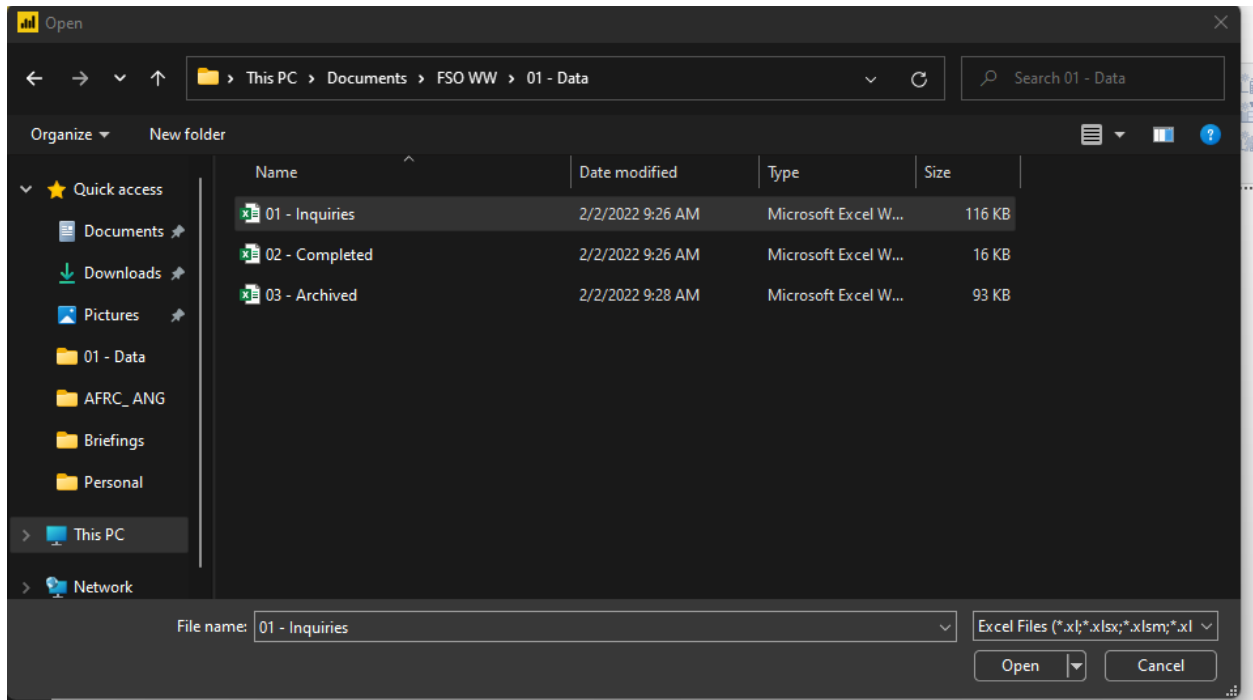 Open
This PC > Documents > FSO WW > 01 - Data
Search 01 - Data
Organize
New folder
Name
Date modified
Type
Size
Quick access
Documents
Downloads
Pictures
01 - Data
AFRC_ ANG
Briefings
Personal
This PC
Network
01 - Inquiries 2/2/2022 9:26 AM Microsoft Excel W... 116 KB
02 - Completed 2/2/2022 9:26 AM Microsoft Excel W... 16 KB
03 - Archived 2/2/2022 9:28 AM Microsoft Excel W... 93 KB
File name: 01 - Inquiries
Excel Files (*.xl;*.xlsx;*.xlsm;*.xl
Open
Cancel